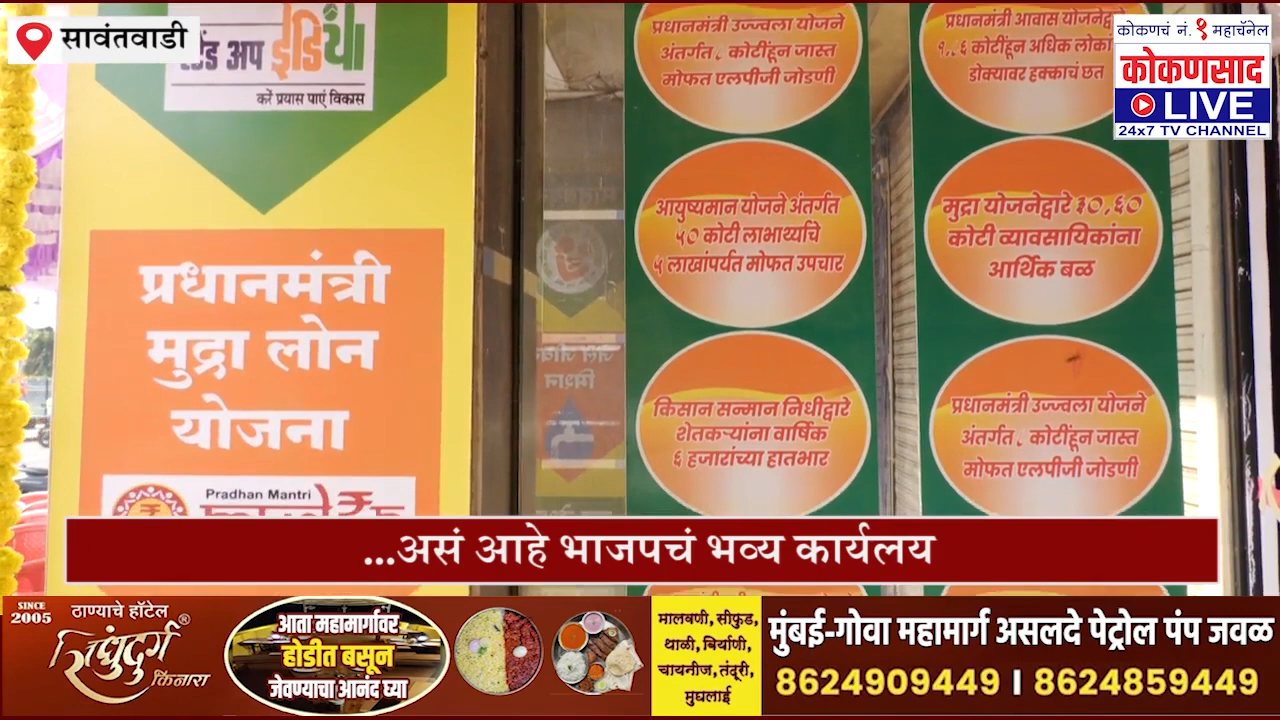 सावंतवाडी
अप इंडिया
करें प्रयास पाएं विकास
प्रधानमंत्री
मुद्रा लोन
योजना
Pradhan Mantri
प्रधानमंत्री उज्ज्वला योजने
अंतर्गत ८ कोटींहून जास्त
मोफत एलपीजी जोडणी
आयुष्यमान योजने अंतर्गत
५० कोटी लाभार्थ्यांचे
५ लाखांपर्यंत मोफत उपचार
किसान सन्मान निधीद्वारे
शेतकऱ्यांना वार्षिक
६ हजारांच्या हातभार
प्रधानमंत्री आवास योजनेद्वारे
कोटींहून अधिक
डोक्यावर हक्काचं छत
मुद्रा योजनेद्वारे ३०,६०
कोटी व्यावसायिकांना
आर्थिक बळ
प्रधानमंत्री उज्ज्वला योजने
अंतर्गत ८ कोटींहून जास्त
मोफत एलपीजी जोडणी
कोकणचं नं. १ महाचॅनेल
कोकणसाद
LIVE
24x7 TV CHANNEL
...असं आहे भाजपचं भव्य कार्यलय
SINCE
2005
ठाण्याचे हॉटेल
सिंधुदुर्ग
किनारा
आता महामार्गावर
होडीत बसून
जेवण्याचा आनंद घ्या
मालवणी, सीफुड,
थाळी, बिर्याणी,
चायनीज, तंदूरी,
मुघलाई
मुंबई-गोवा महामार्ग असलदे पेट्रोल पंप जवळ
8624909449 | 8624859449